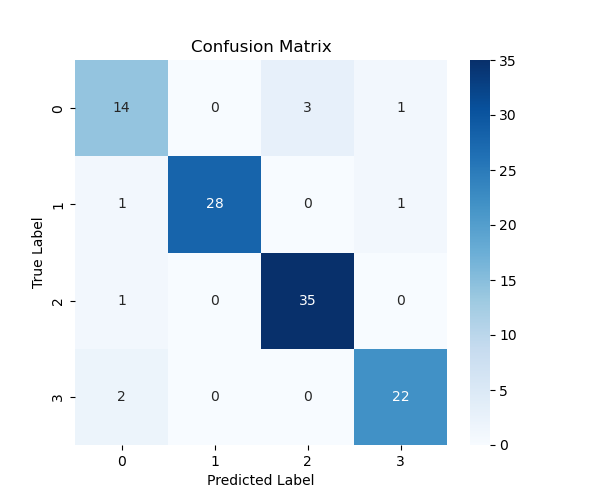 Confusion Matrix
True Label
0 14 0 3 1
1 1 28 0 1
2 1 0 35 0
3 2 0 0 22
0 1 2 3
Predicted Label
35
30
25
20
15
10
5
0